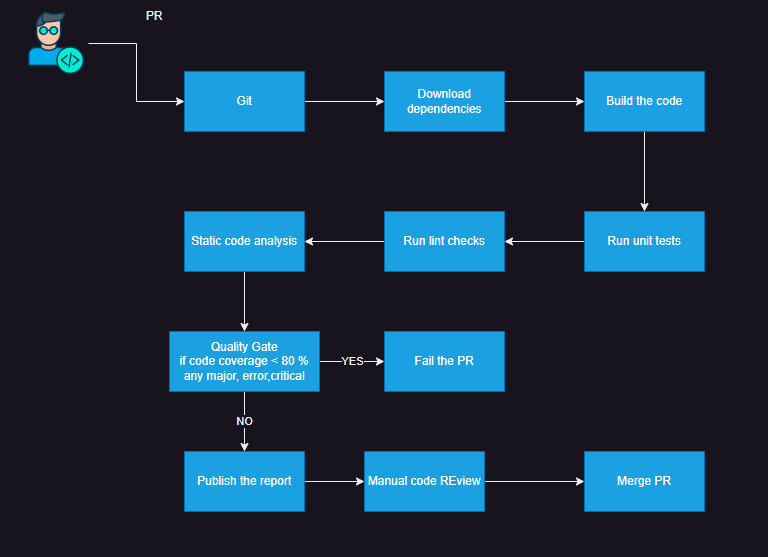 PR
</>
Git
Download
dependencies
Build the code
Static code analysis
Run lint checks
Run unit tests
Quality Gate
if code coverage < 80 %
any major, error,critical
YES
Fail the PR
NO
Publish the report
Manual code REview
Merge PR